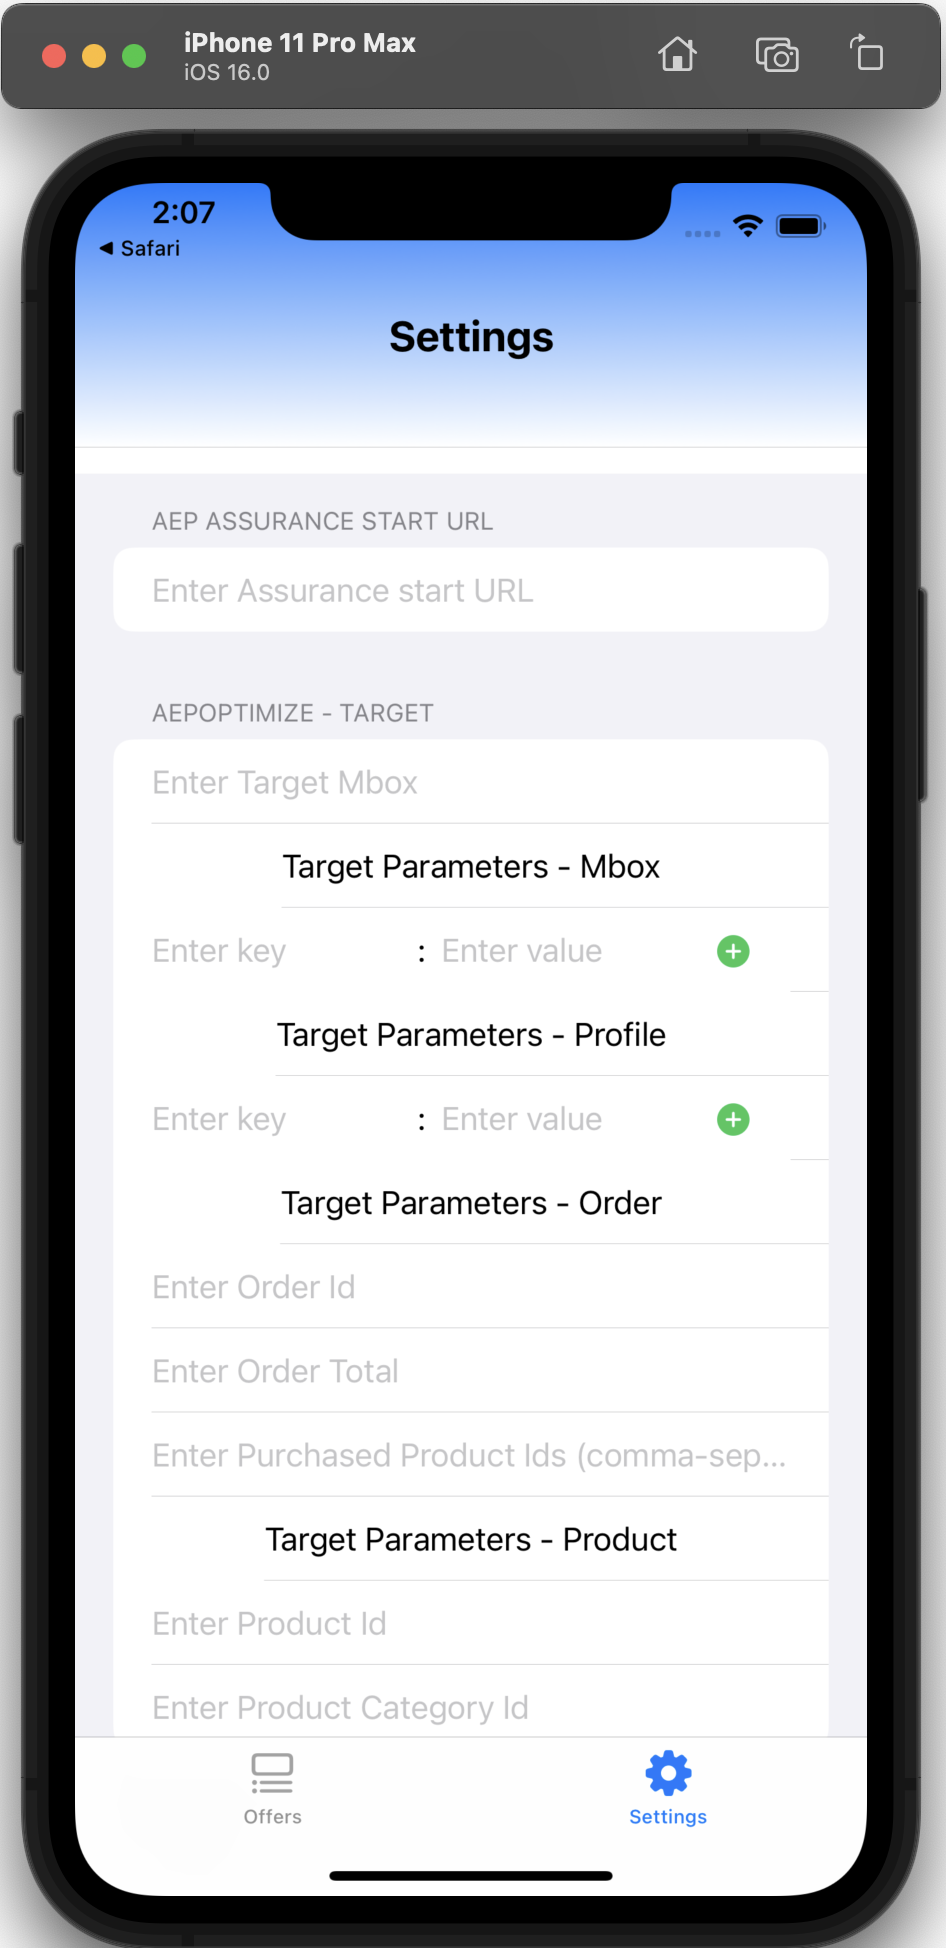 iPhone 11 Pro Max
iOS 16.0
2:07
Safari
Settings
AEP ASSURANCE START URL
Enter Assurance start URL
AEPOPTIMIZE - TARGET
Enter Target Mbox
Target Parameters - Mbox
Enter key : Enter value
Target Parameters - Profile
Enter key : Enter value
Target Parameters - Order
Enter Order Id
Enter Order Total
Enter Purchased Product Ids (comma-sep...
Target Parameters - Product
Enter Product Id
Enter Product Category Id
Offers Settings